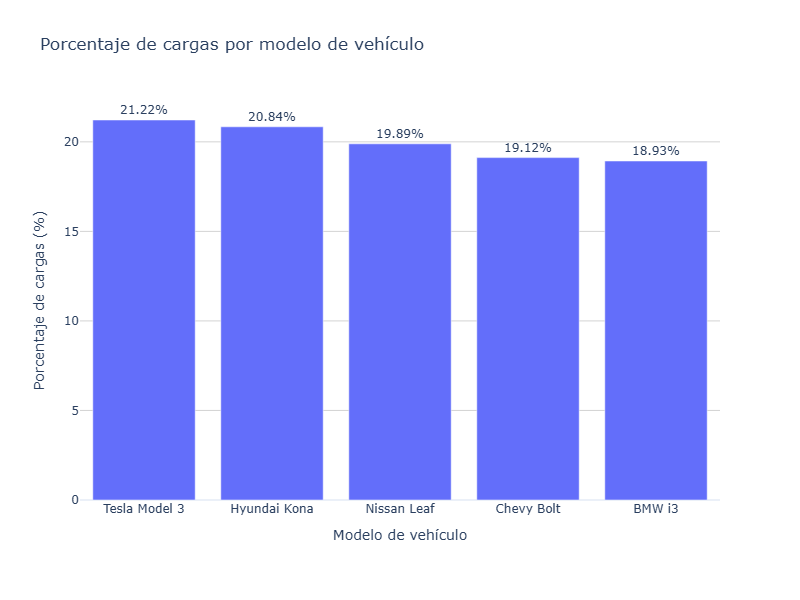 Porcentaje de cargas por modelo de vehículo
21.22%
20.84%
19.89%
19.12%
18.93%
20
15
10
5
0
Porcentaje de cargas (%)
Tesla Model 3
Hyundai Kona
Nissan Leaf
Chevy Bolt
BMW i3
Modelo de vehículo